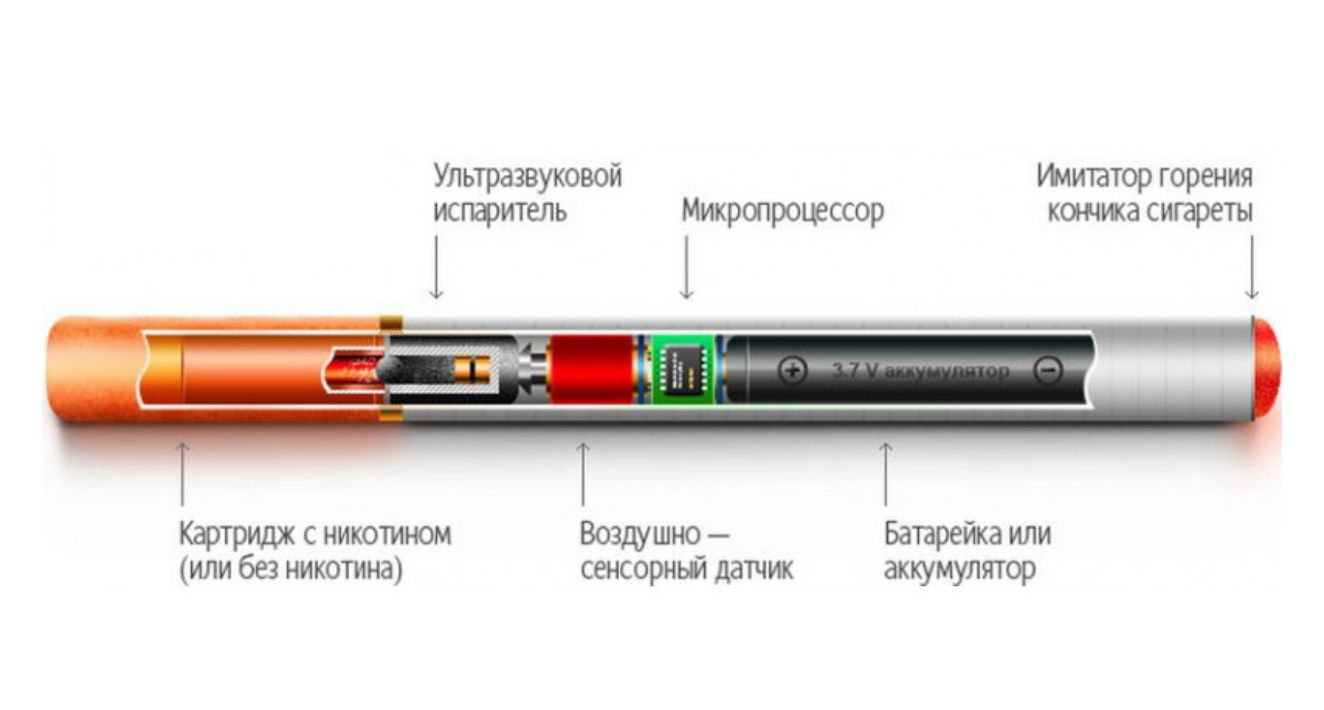 Ультразвуковой
испаритель
Микропроцессор
Имитатор горения
кончика сигареты
3.7 V аккумулятор
Картридж с никотином
(или без никотина)
Воздушно —
сенсорный датчик
Батарейка или
аккумулятор